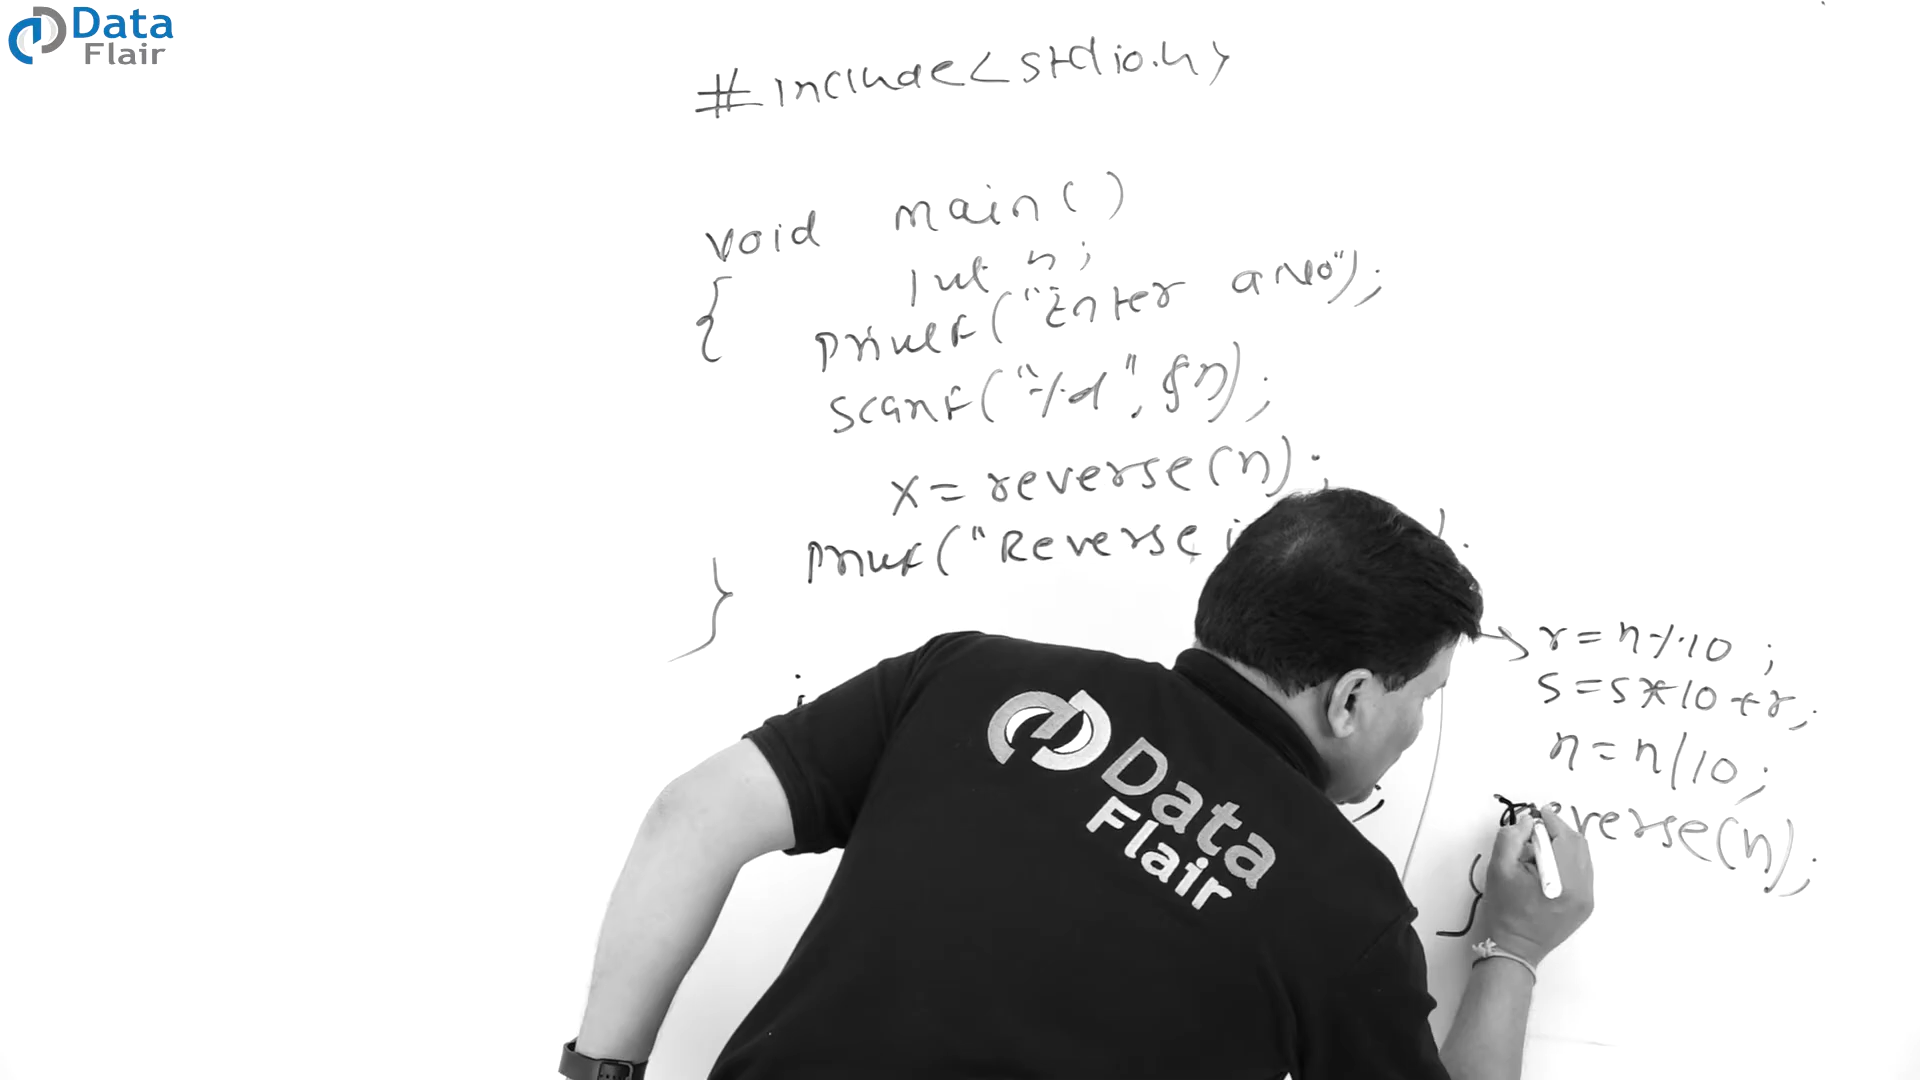 Data
Flair
#include<stdio.h>
void main()
{ int n;
printf("Enter a No");
scanf("%d", &n);
x= reverse(n);
printf("Reverse
}
r=n%10;
s=s*10+r;
n=n/10;
reverse(n);
}
Data
Flair